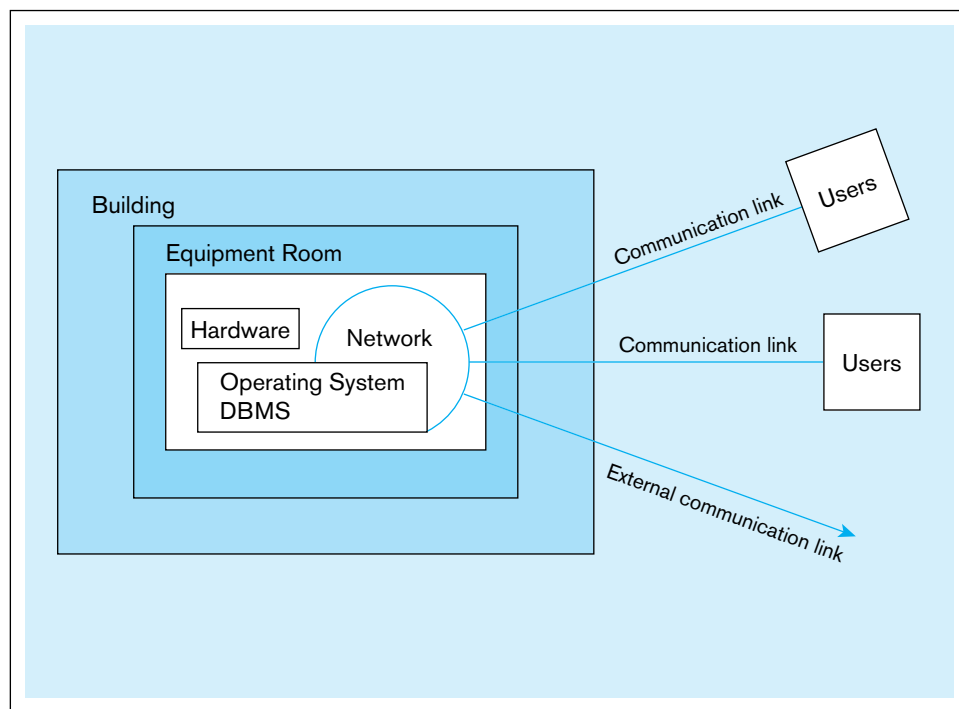 Building
Equipment Room
Hardware
Network
Operating System
DBMS
Communication link
Users
Communication link
Users
External communication link